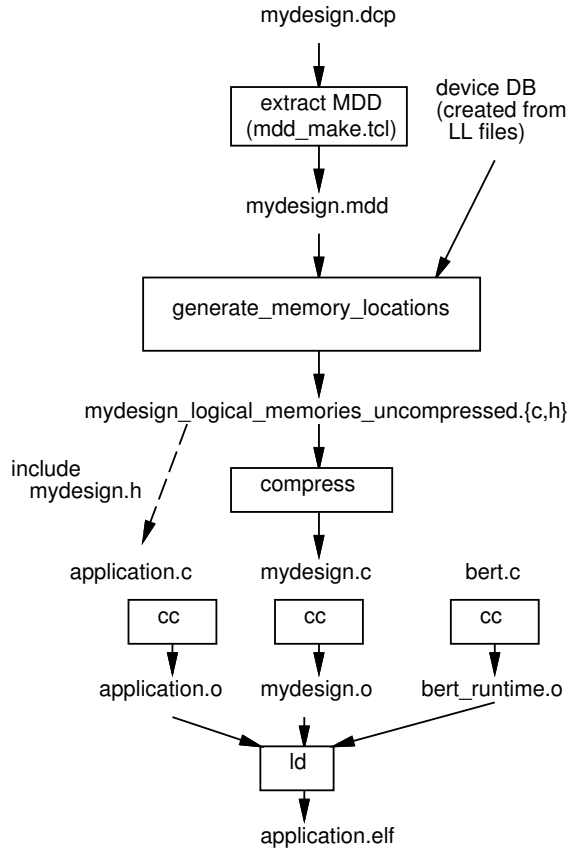 mydesign.dcp
extract MDD
(mdd_make.tcl)
device DB
(created from
LL files)
mydesign.mdd
generate_memory_locations
mydesign_logical_memories_uncompressed.{c,h}
include
mydesign.h
compress
application.c
mydesign.c
bert.c
cc
cc
cc
application.o
mydesign.o
bert_runtime.o
ld
application.elf